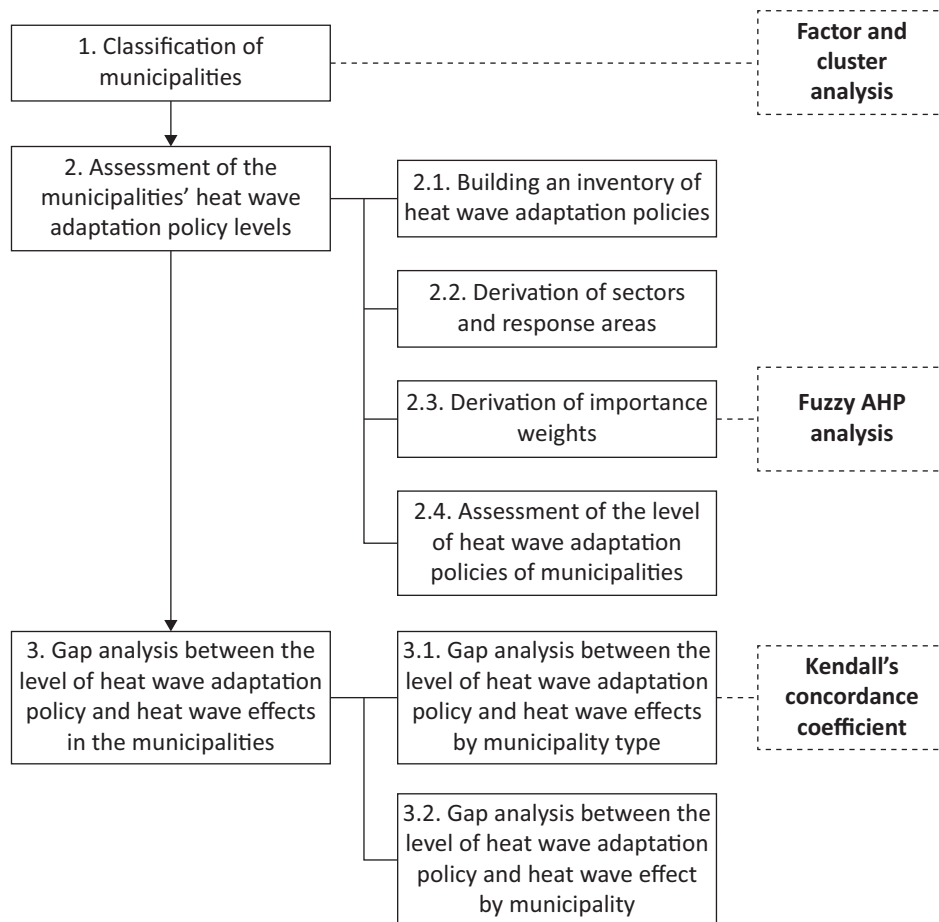 1. Classification of
municipalities
Factor and
cluster
analysis
2. Assessment of the
municipalities’ heat wave
adaptation policy levels
2.1. Building an inventory of
heat wave adaptation policies
2.2. Derivation of sectors
and response areas
2.3. Derivation of importance
weights
Fuzzy AHP
analysis
2.4. Assessment of the level
of heat wave adaptation
policies of municipalities
3. Gap analysis between the
level of heat wave adaptation
policy and heat wave effects
in the municipalities
3.1. Gap analysis between the
level of heat wave adaptation
policy and heat wave effects
by municipality type
Kendall’s
concordance
coefficient
3.2. Gap analysis between the
level of heat wave adaptation
policy and heat wave effect
by municipality